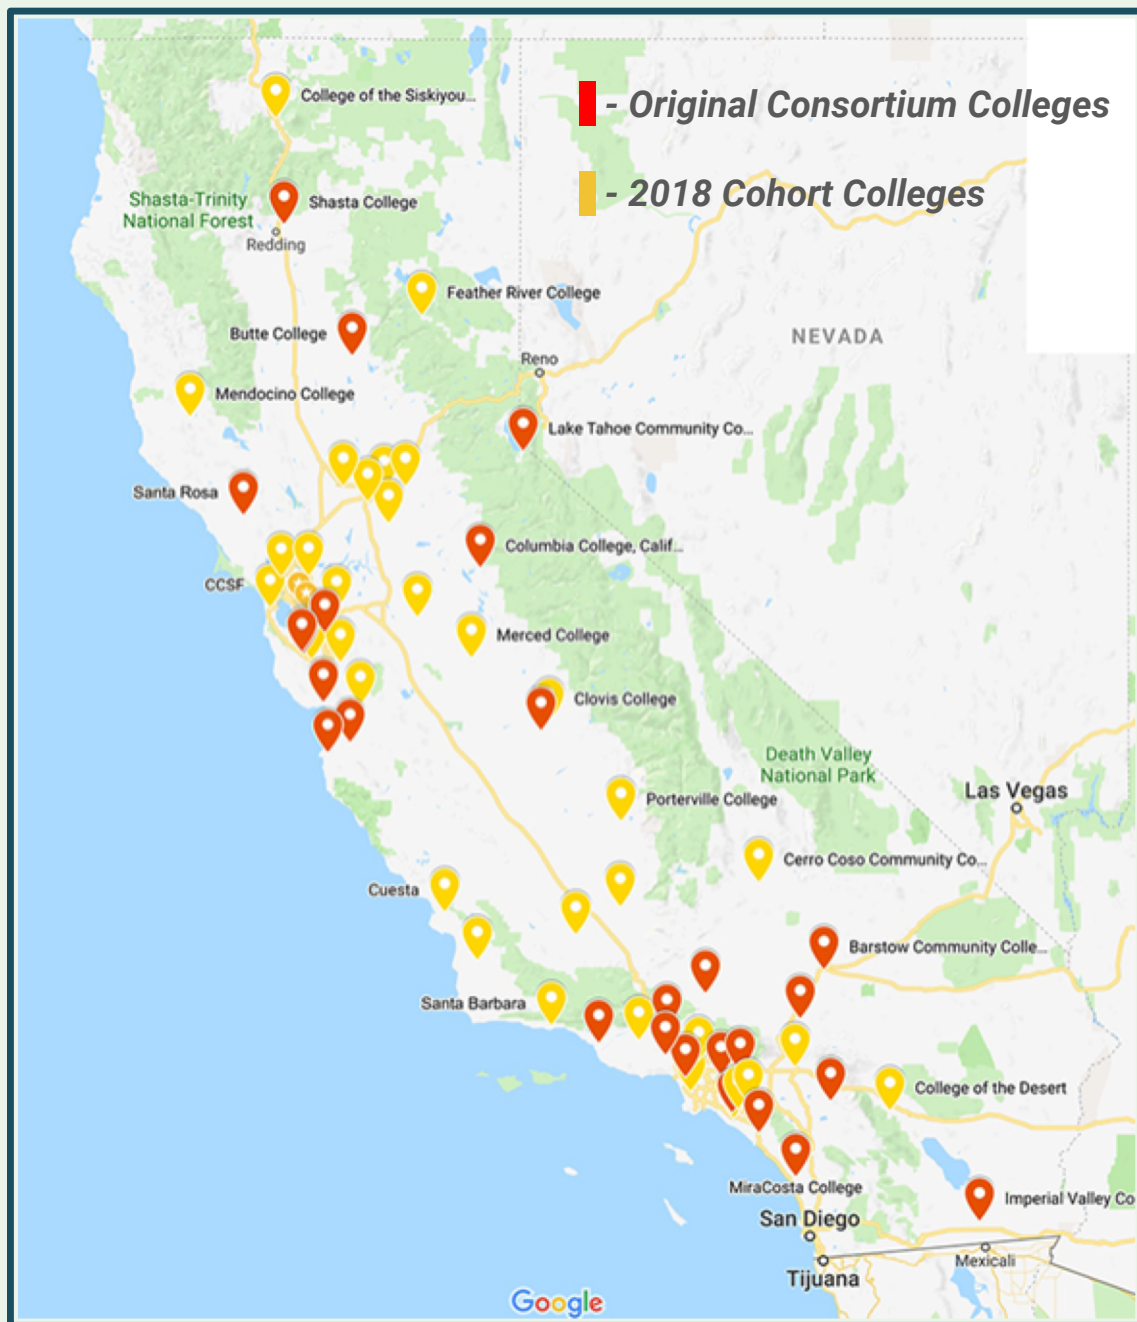 - Original Consortium Colleges
- 2018 Cohort Colleges
College of the Siskiyou...
Shasta-Trinity
National Forest
Shasta College
Redding
Feather River College
Butte College
NEVADA
Reno
Mendocino College
Lake Tahoe Community Co...
Santa Rosa
Columbia College, Calif...
CCSF
Merced College
Clovis College
Death Valley
National Park
Las Vegas
Porterville College
Cerro Coso Community Co...
Cuesta
Barstow Community Colle...
Santa Barbara
College of the Desert
MiraCosta College
Imperial Valley Co
San Diego
Mexicali
Tijuana
Google